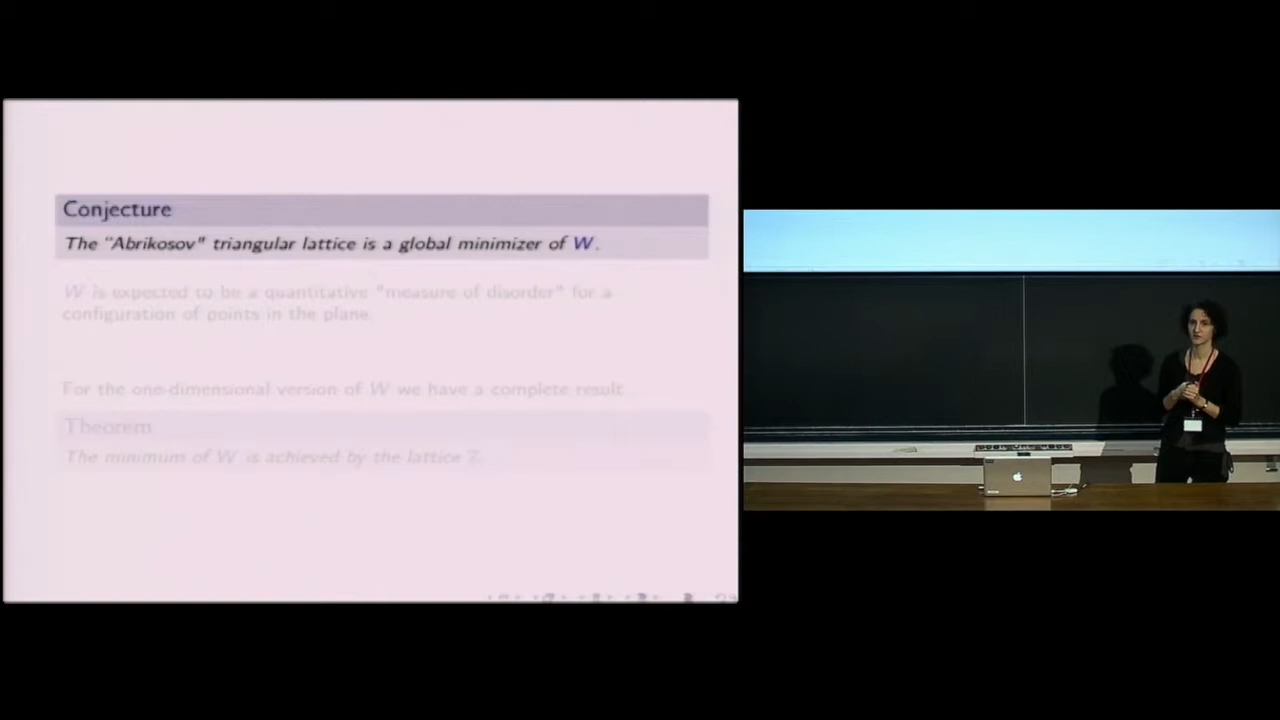 Conjecture
The "Abrikosov" triangular lattice is a global minimizer of W.
W is expected to be a quantitative "measure of disorder" for a
configuration of points in the plane.
For the one-dimensional version of W we have a complete result
Theorem
The minimum of W is achieved by the lattice ℤ.